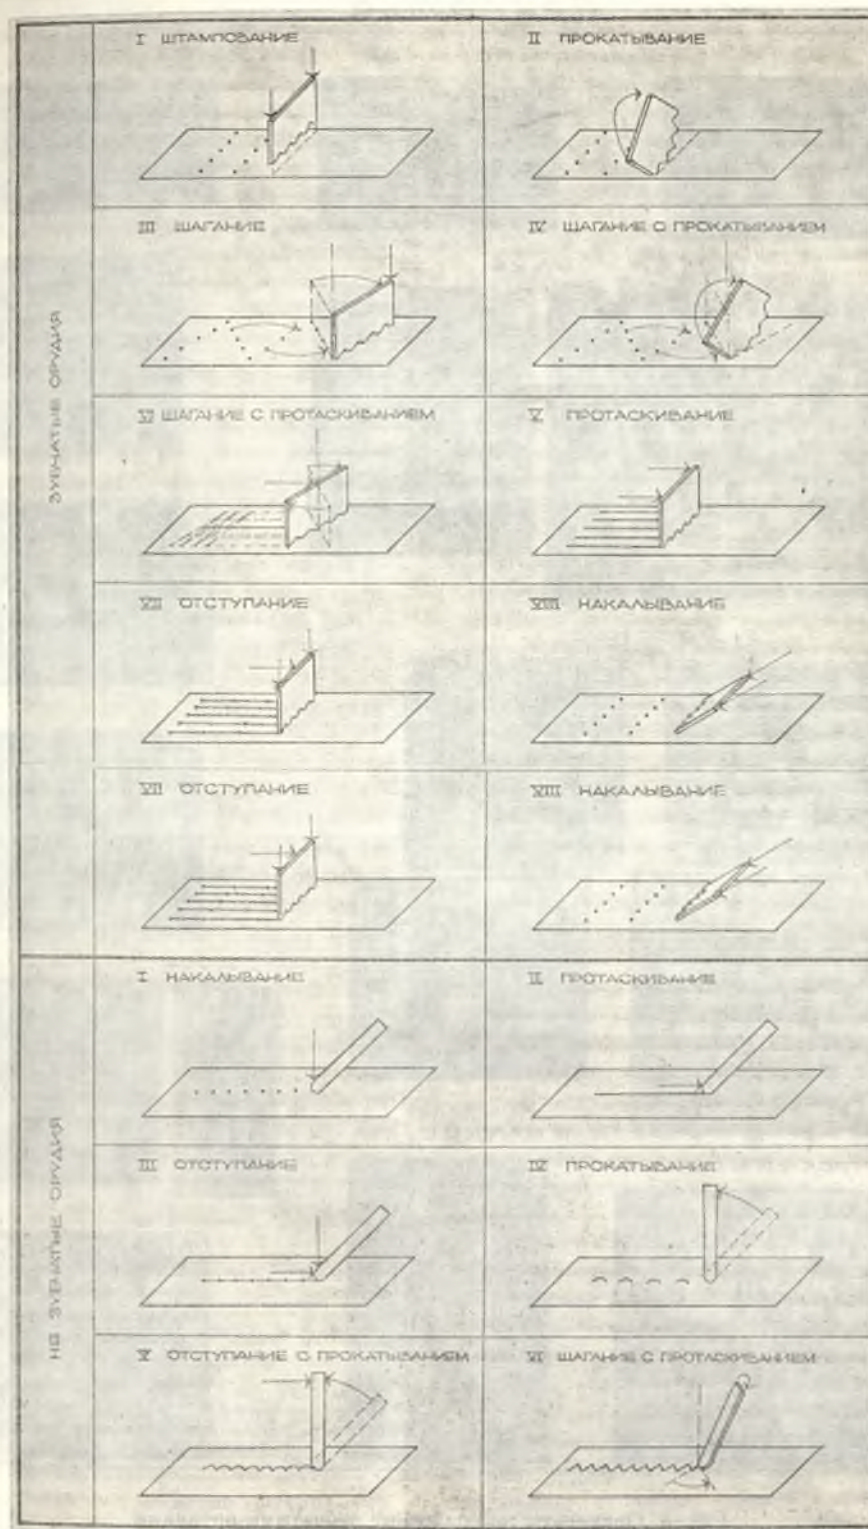 ЗУБЧАТЫЕ ОРУДИЯ
I ШТАМПОВАНИЕ
II ПРОКАТЫВАНИЕ
III ШАГАНИЕ
IV ШАГАНИЕ С ПРОКАТЫВАНИЕМ
VI ШАГАНИЕ С ПРОТАСКИВАНИЕМ
V ПРОТАСКИВАНИЕ
VII ОТСТУПАНИЕ
VIII НАКАЛЫВАНИЕ
VII ОТСТУПАНИЕ
VIII НАКАЛЫВАНИЕ
НЕ ЗУБЧАТЫЕ ОРУДИЯ
I НАКАЛЫВАНИЕ
II ПРОТАСКИВАНИЕ
III ОТСТУПАНИЕ
IV ПРОКАТЫВАНИЕ
V ОТСТУПАНИЕ С ПРОКАТЫВАНИЕМ
VI ШАГАНИЕ С ПРОТАСКИВАНИЕМ